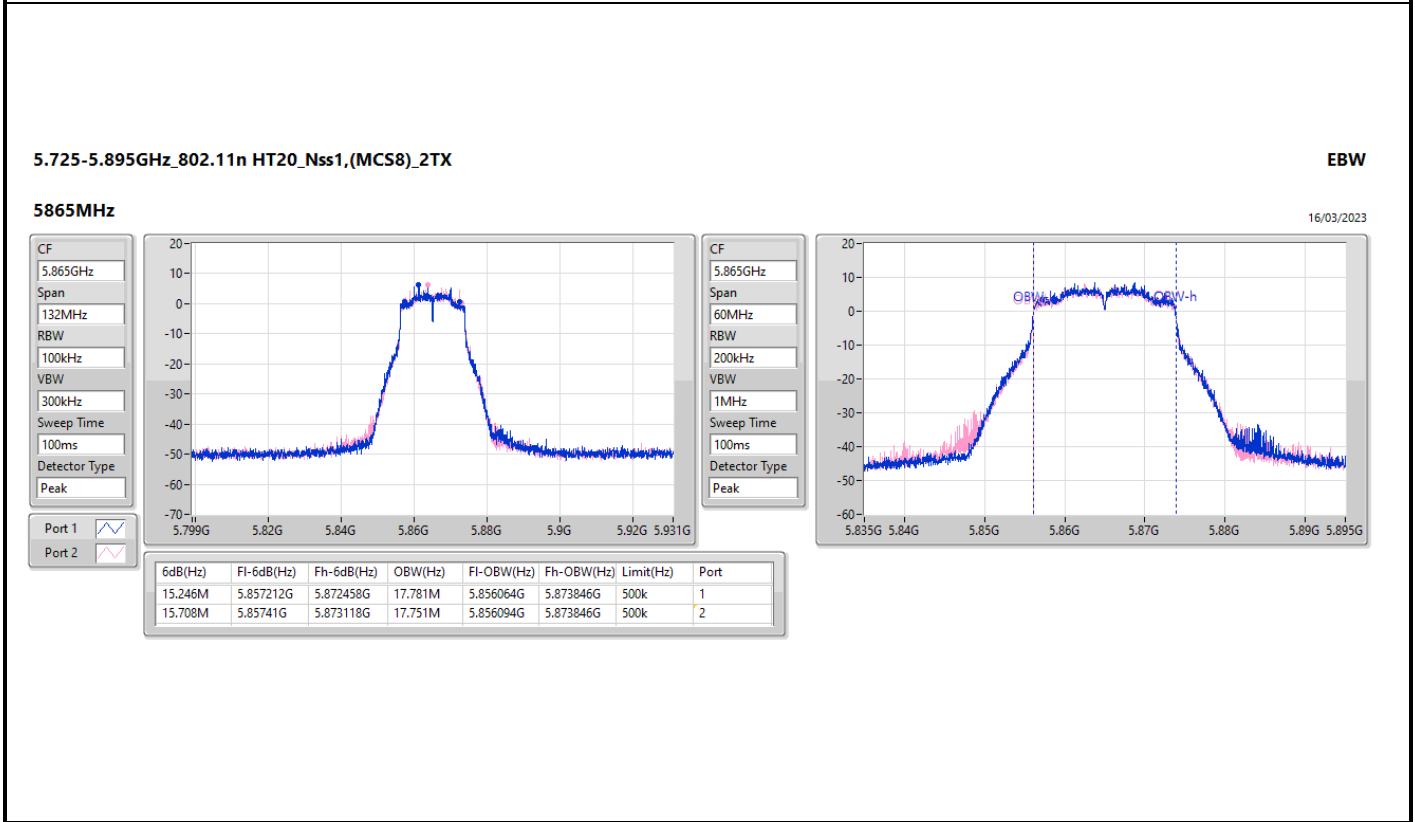 5.725-5.895GHz_802.11n HT20_Nss1,(MCS8)_2TX
EBW
5865MHz
16/03/2023
CF
5.865GHz
Span
132MHz
RBW
100kHz
VBW
300kHz
Sweep Time
100ms
Detector Type
Peak
Port 1
Port 2
20
10
0
-10
-20
-30
-40
-50
-60
-70
5.799G 5.82G 5.84G 5.86G 5.88G 5.9G 5.92G 5.931G
CF
5.865GHz
Span
60MHz
RBW
200kHz
VBW
1MHz
Sweep Time
100ms
Detector Type
Peak
20
10
0
-10
-20
-30
-40
-50
-60
OBW-h
5.835G 5.84G 5.85G 5.86G 5.87G 5.88G 5.89G 5.895G
6dB(Hz) Fl-6dB(Hz) Fh-6dB(Hz) OBW(Hz) Fl-OBW(Hz) Fh-OBW(Hz) Limit(Hz) Port
15.246M 5.857212G 5.872458G 17.781M 5.856064G 5.873846G 500k 1
15.708M 5.85741G 5.873118G 17.751M 5.856094G 5.873846G 500k 2